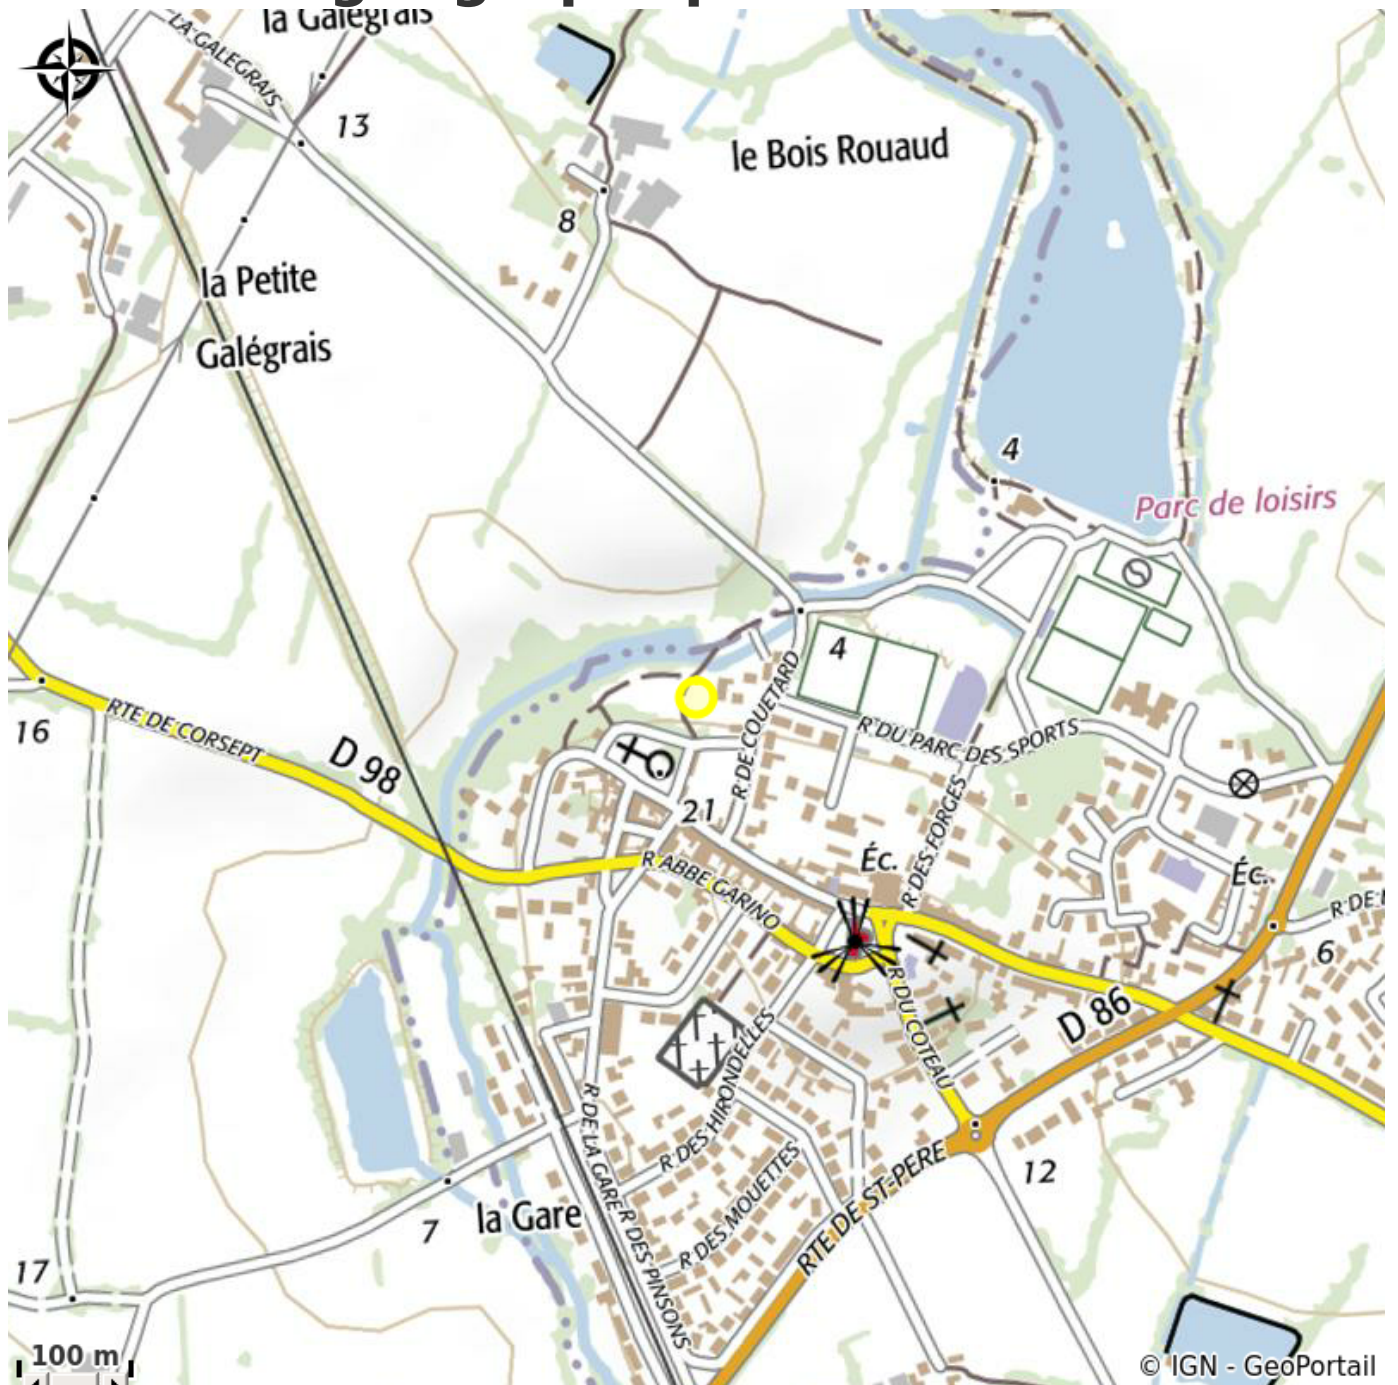 la Galégrais
LA GALEGRAIS
13
le Bois Rouaud
8
la Petite
Galégrais
4
Parc de loisirs
4
16
RTE DE CORSEPT
D 98
R DE COUETARD
R DU PARC DES SPORTS
21
R DES FORGES
Éc.
R ABBE GARINO
Éc.
R DE
6
R DU COTEAU
D 86
R DE LA GARE
R DES HIRONDELLES
R DES MOUETTES
RTE DE ST-PERE
12
la Gare
7
17
R DES PINSONS
100 m
© IGN - GeoPortail